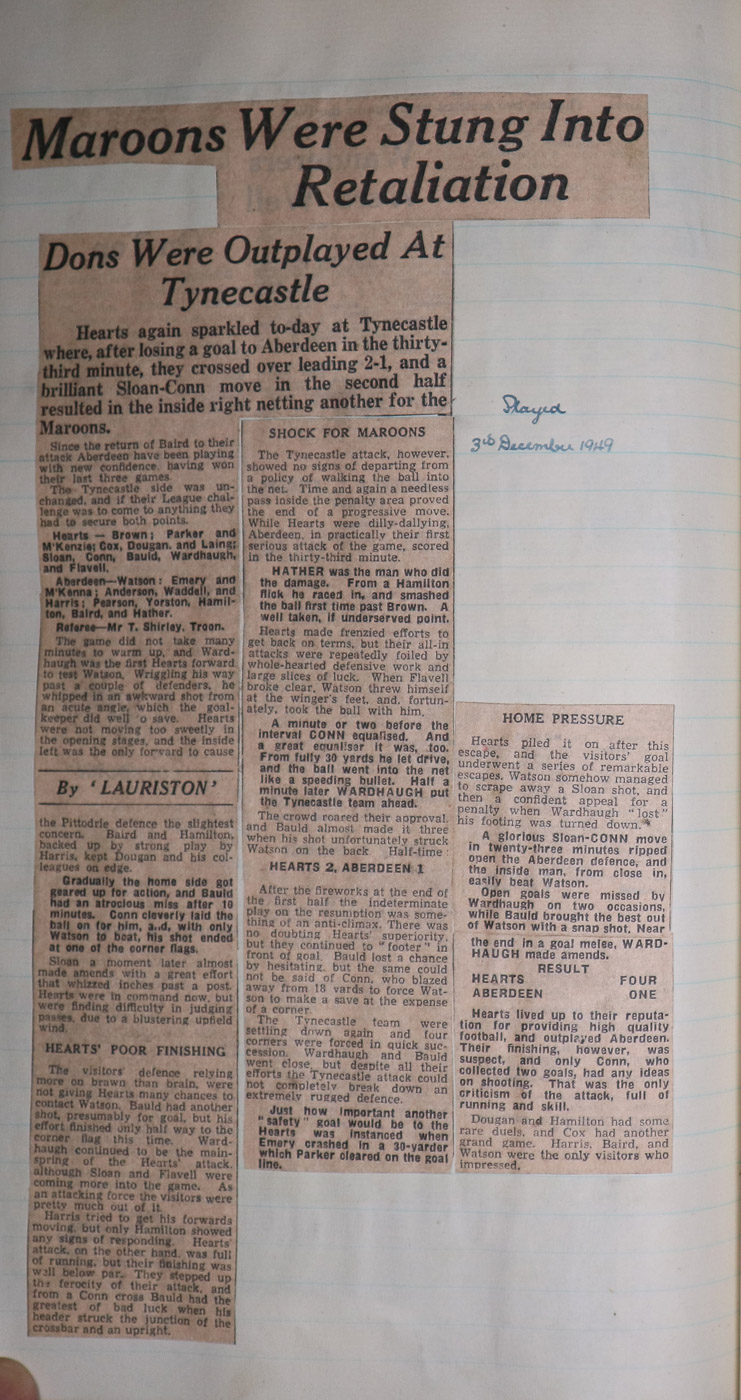 Maroons Were Stung Into
Retaliation
Dons Were Outplayed At
Tynecastle
Hearts again sparkled to-day at Tynecastle
where, after losing a goal to Aberdeen in the thirty-
third minute, they crossed over leading 2-1, and a
brilliant Sloan-Conn move in the second half
resulted in the inside right netting another for the
Maroons.
Since the return of Baird to their
attack Aberdeen have been playing
with new confidence, having won
their last three games.
The Tynecastle side was un-
changed, and if their League chal-
lenge was to come to anything they
had to secure both points.
Hearts — Brown; Parker and
M'Kenzie; Cox, Dougan, and Laing;
Sloan, Conn, Bauld, Wardhaugh,
and Flavell.
Aberdeen—Watson: Emery and
M'Kenna; Anderson, Waddell, and
Harris; Pearson, Yorston, Hamil-
ton, Baird, and Hather.
Referee—Mr T. Shirley, Troon.
The game did not take many
minutes to warm up, and Ward-
haugh was the first Hearts forward
to test Watson. Wriggling his way
past a couple of defenders, he
whipped in an awkward shot from
an acute angle, which the goal-
keeper did well o save. Hearts
were not moving too sweetly in
the opening stages, and the inside
left was the only forward to cause
By 'LAURISTON'
the Pittodrie defence the slightest
concern. Baird and Hamilton,
backed up by strong play by
Harris, kept Dougan and his col-
leagues on edge.
Gradually the home side got
geared up for action, and Bauld
had an atrocious miss after 10
minutes. Conn cleverly laid the
ball on for him, a..d, with only
Watson to beat, his shot ended
at one of the corner flags.
Sloan a moment later almost
made amends with a great effort
that whizzed inches past a post.
Hearts were in command now, but
were finding difficulty in judging
passes, due to a blustering upfield
wind.
HEARTS' POOR FINISHING
The visitors' defence relying
more on brawn than brain, were
not giving Hearts many chances to
contact Watson. Bauld had another
shot, presumably for goal, but his
effort finished only half way to the
corner flag this time. Ward-
haugh continued to be the main-
spring of the Hearts' attack,
although Sloan and Flavell were
coming more into the game. As
an attacking force the visitors were
pretty much out of it.
Harris tried to get his forwards
moving, but only Hamilton showed
any signs of responding. Hearts'
attack, on the other hand, was full
of running, but their finishing was
well below par. They stepped up
the ferocity of their attack, and
from a Conn cross Bauld had the
greatest of bad luck when his
header struck the junction of the
crossbar and an upright.
SHOCK FOR MAROONS
The Tynecastle attack, however,
showed no signs of departing from
a policy of walking the ball into
the net. Time and again a needless
pass inside the penalty area proved
the end of a progressive move.
While Hearts were dilly-dallying,
Aberdeen, in practically their first
serious attack of the game, scored
in the thirty-third minute.
HATHER was the man who did
the damage. From a Hamilton
flick he raced in, and smashed
the ball first time past Brown. A
well taken, if underserved point.
Hearts made frenzied efforts to
get back on terms, but their all-in
attacks were repeatedly foiled by
whole-hearted defensive work and
large slices of luck. When Flavell
broke clear, Watson threw himself
at the winger's feet, and, fortun-
ately, took the ball with him.
A minute or two before the
interval CONN equalised. And
a great equaliser it was, too.
From fully 30 yards he let drive,
and the ball went into the net
like a speeding bullet. Half a
minute later WARDHAUGH put
the Tynecastle team ahead.
The crowd roared their approval,
and Bauld almost made it three
when his shot unfortunately struck
Watson on the back Half-time:
HEARTS 2, ABERDEEN 1
After the fireworks at the end of
the first half the indeterminate
play on the resumption was some-
thing of an anti-climax. There was
no doubting Hearts' superiority,
but they continued to "footer" in
front of goal. Bauld lost a chance
by hesitating, but the same could
not be said of Conn, who blazed
away from 18 yards to force Wat-
son to make a save at the expense
of a corner.
The Tynecastle team were
settling down again and four
corners were forced in quick suc-
cession. Wardhaugh and Bauld
went close, but despite all their
efforts the Tynecastle attack could
not completely break down an
extremely rugged defence.
Just how important another
"safety" goal would be to the
Hearts was instanced when
Emery crashed in a 30-yarder
which Parker cleared on the goal
line.
Played
3rd December 1949
HOME PRESSURE
Hearts piled it on after this
escape, and the visitors' goal
underwent a series of remarkable
escapes. Watson somehow managed
to scrape away a Sloan shot, and
then a confident appeal for a
penalty when Wardhaugh "lost"
his footing was turned down.
A glorious Sloan-CONN move
in twenty-three minutes ripped
open the Aberdeen defence, and
the inside man, from close in,
easily beat Watson.
Open goals were missed by
Wardhaugh on two occasions,
while Bauld brought the best out
of Watson with a snap shot. Near
the end in a goal melee, WARD-
HAUGH made amends.
RESULT
HEARTS FOUR
ABERDEEN ONE
Hearts lived up to their reputa-
tion for providing high quality
football, and outplayed Aberdeen.
Their finishing, however, was
suspect, and only Conn, who
collected two goals, had any ideas
on shooting. That was the only
criticism of the attack, full of
running and skill.
Dougan and Hamilton had some
rare duels, and Cox had another
grand game. Harris, Baird, and
Watson were the only visitors who
impressed.